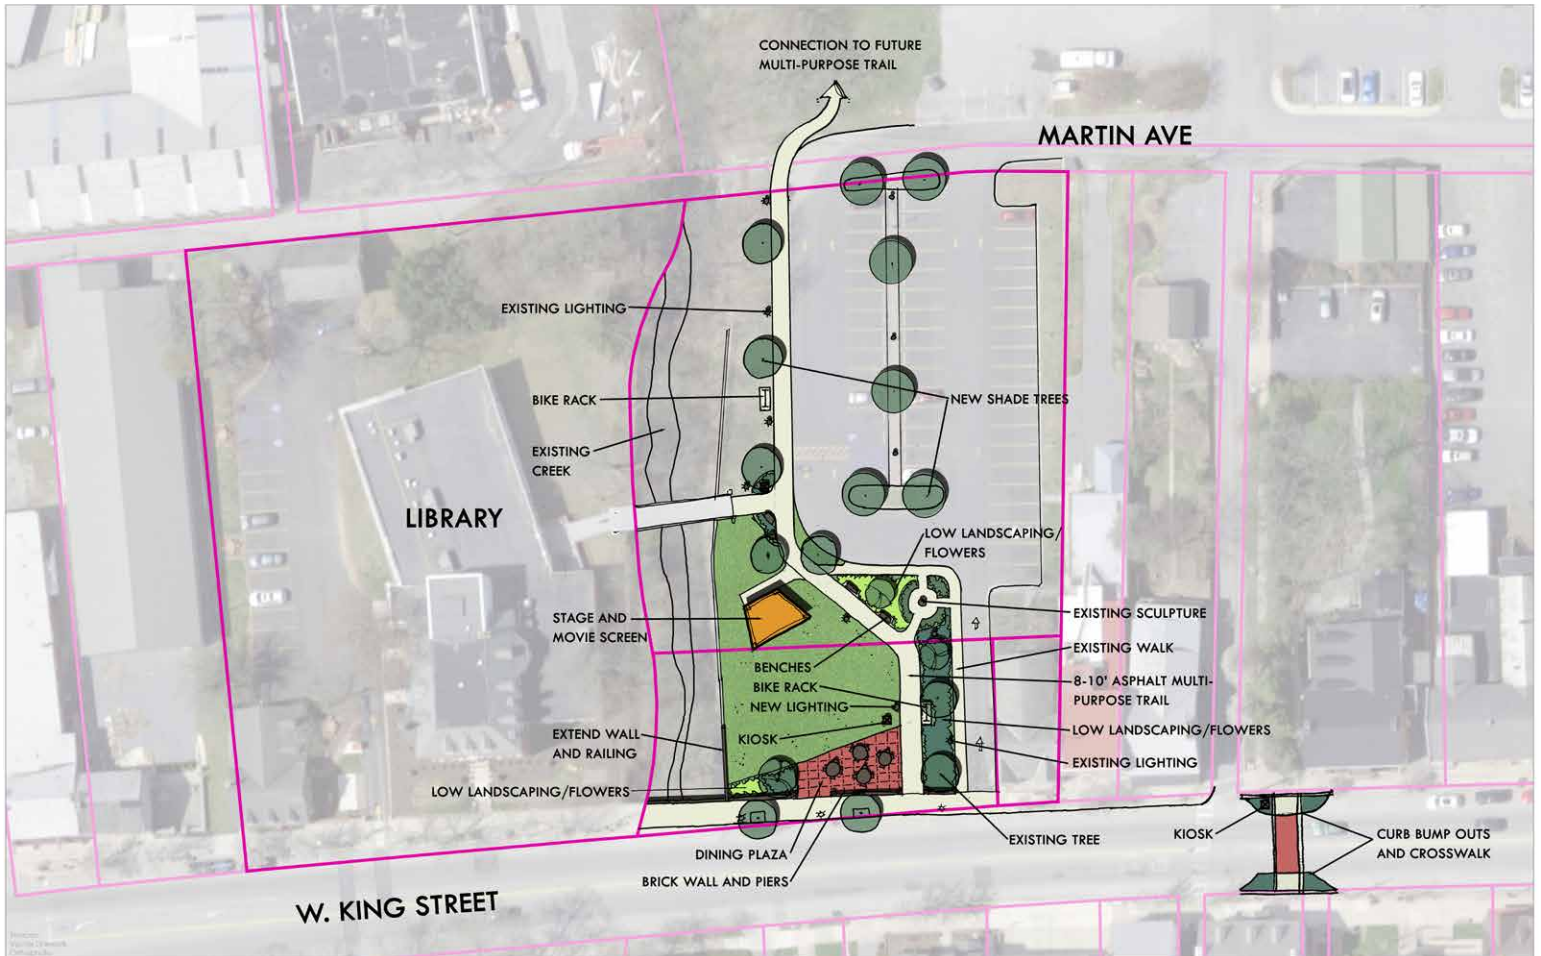 CONNECTION TO FUTURE
MULTI-PURPOSE TRAIL
MARTIN AVE
EXISTING LIGHTING
BIKE RACK
NEW SHADE TREES
EXISTING
CREEK
LIBRARY
LOW LANDSCAPING/
FLOWERS
STAGE AND
MOVIE SCREEN
EXISTING SCULPTURE
EXISTING WALK
BENCHES
BIKE RACK
NEW LIGHTING
8-10' ASPHALT MULTI-
PURPOSE TRAIL
KIOSK
EXTEND WALL
AND RAILING
LOW LANDSCAPING/FLOWERS
EXISTING LIGHTING
LOW LANDSCAPING/FLOWERS
EXISTING TREE
KIOSK
CURB BUMP OUTS
AND CROSSWALK
DINING PLAZA
BRICK WALL AND PIERS
W. KING STREET